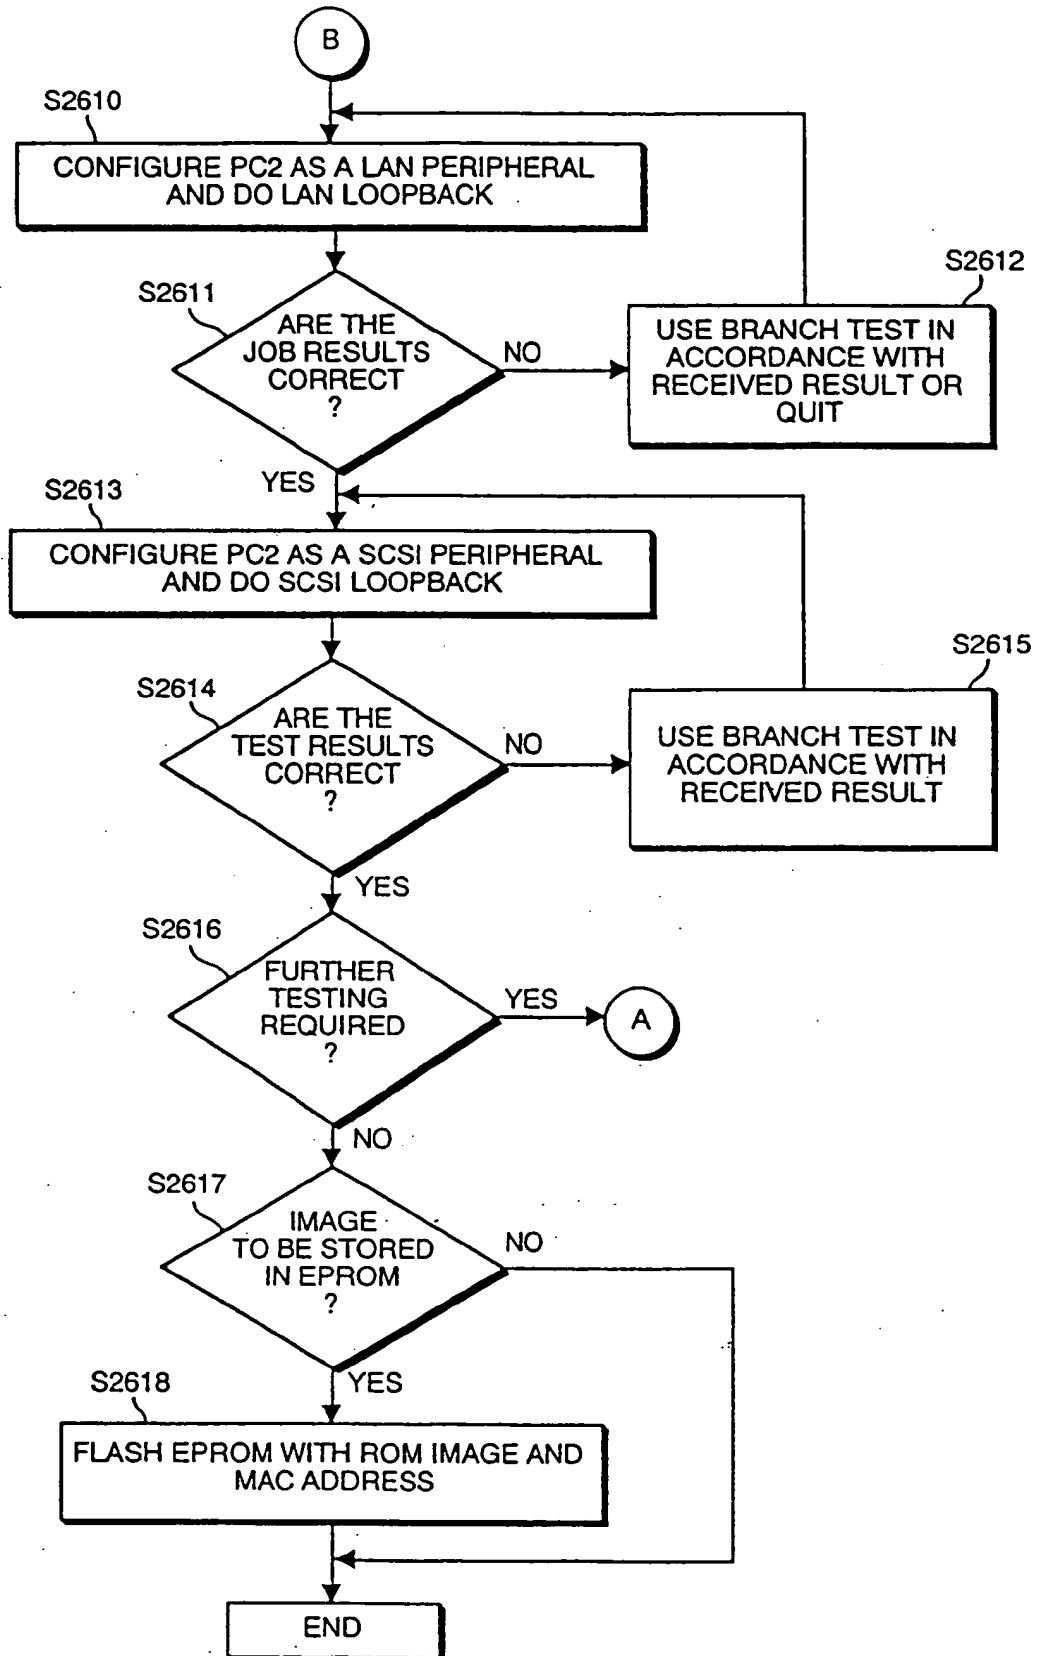 B
S2610
CONFIGURE PC2 AS A LAN PERIPHERAL
AND DO LAN LOOPBACK
S2611
ARE THE
JOB RESULTS
CORRECT
?
NO
S2612
USE BRANCH TEST IN
ACCORDANCE WITH
RECEIVED RESULT OR
QUIT
YES
S2613
CONFIGURE PC2 AS A SCSI PERIPHERAL
AND DO SCSI LOOPBACK
S2614
ARE THE
TEST RESULTS
CORRECT
?
NO
S2615
USE BRANCH TEST IN
ACCORDANCE WITH
RECEIVED RESULT
YES
S2616
FURTHER
TESTING
REQUIRED
?
YES
A
NO
S2617
IMAGE
TO BE STORED
IN EPROM
?
NO
YES
S2618
FLASH EPROM WITH ROM IMAGE AND
MAC ADDRESS
END